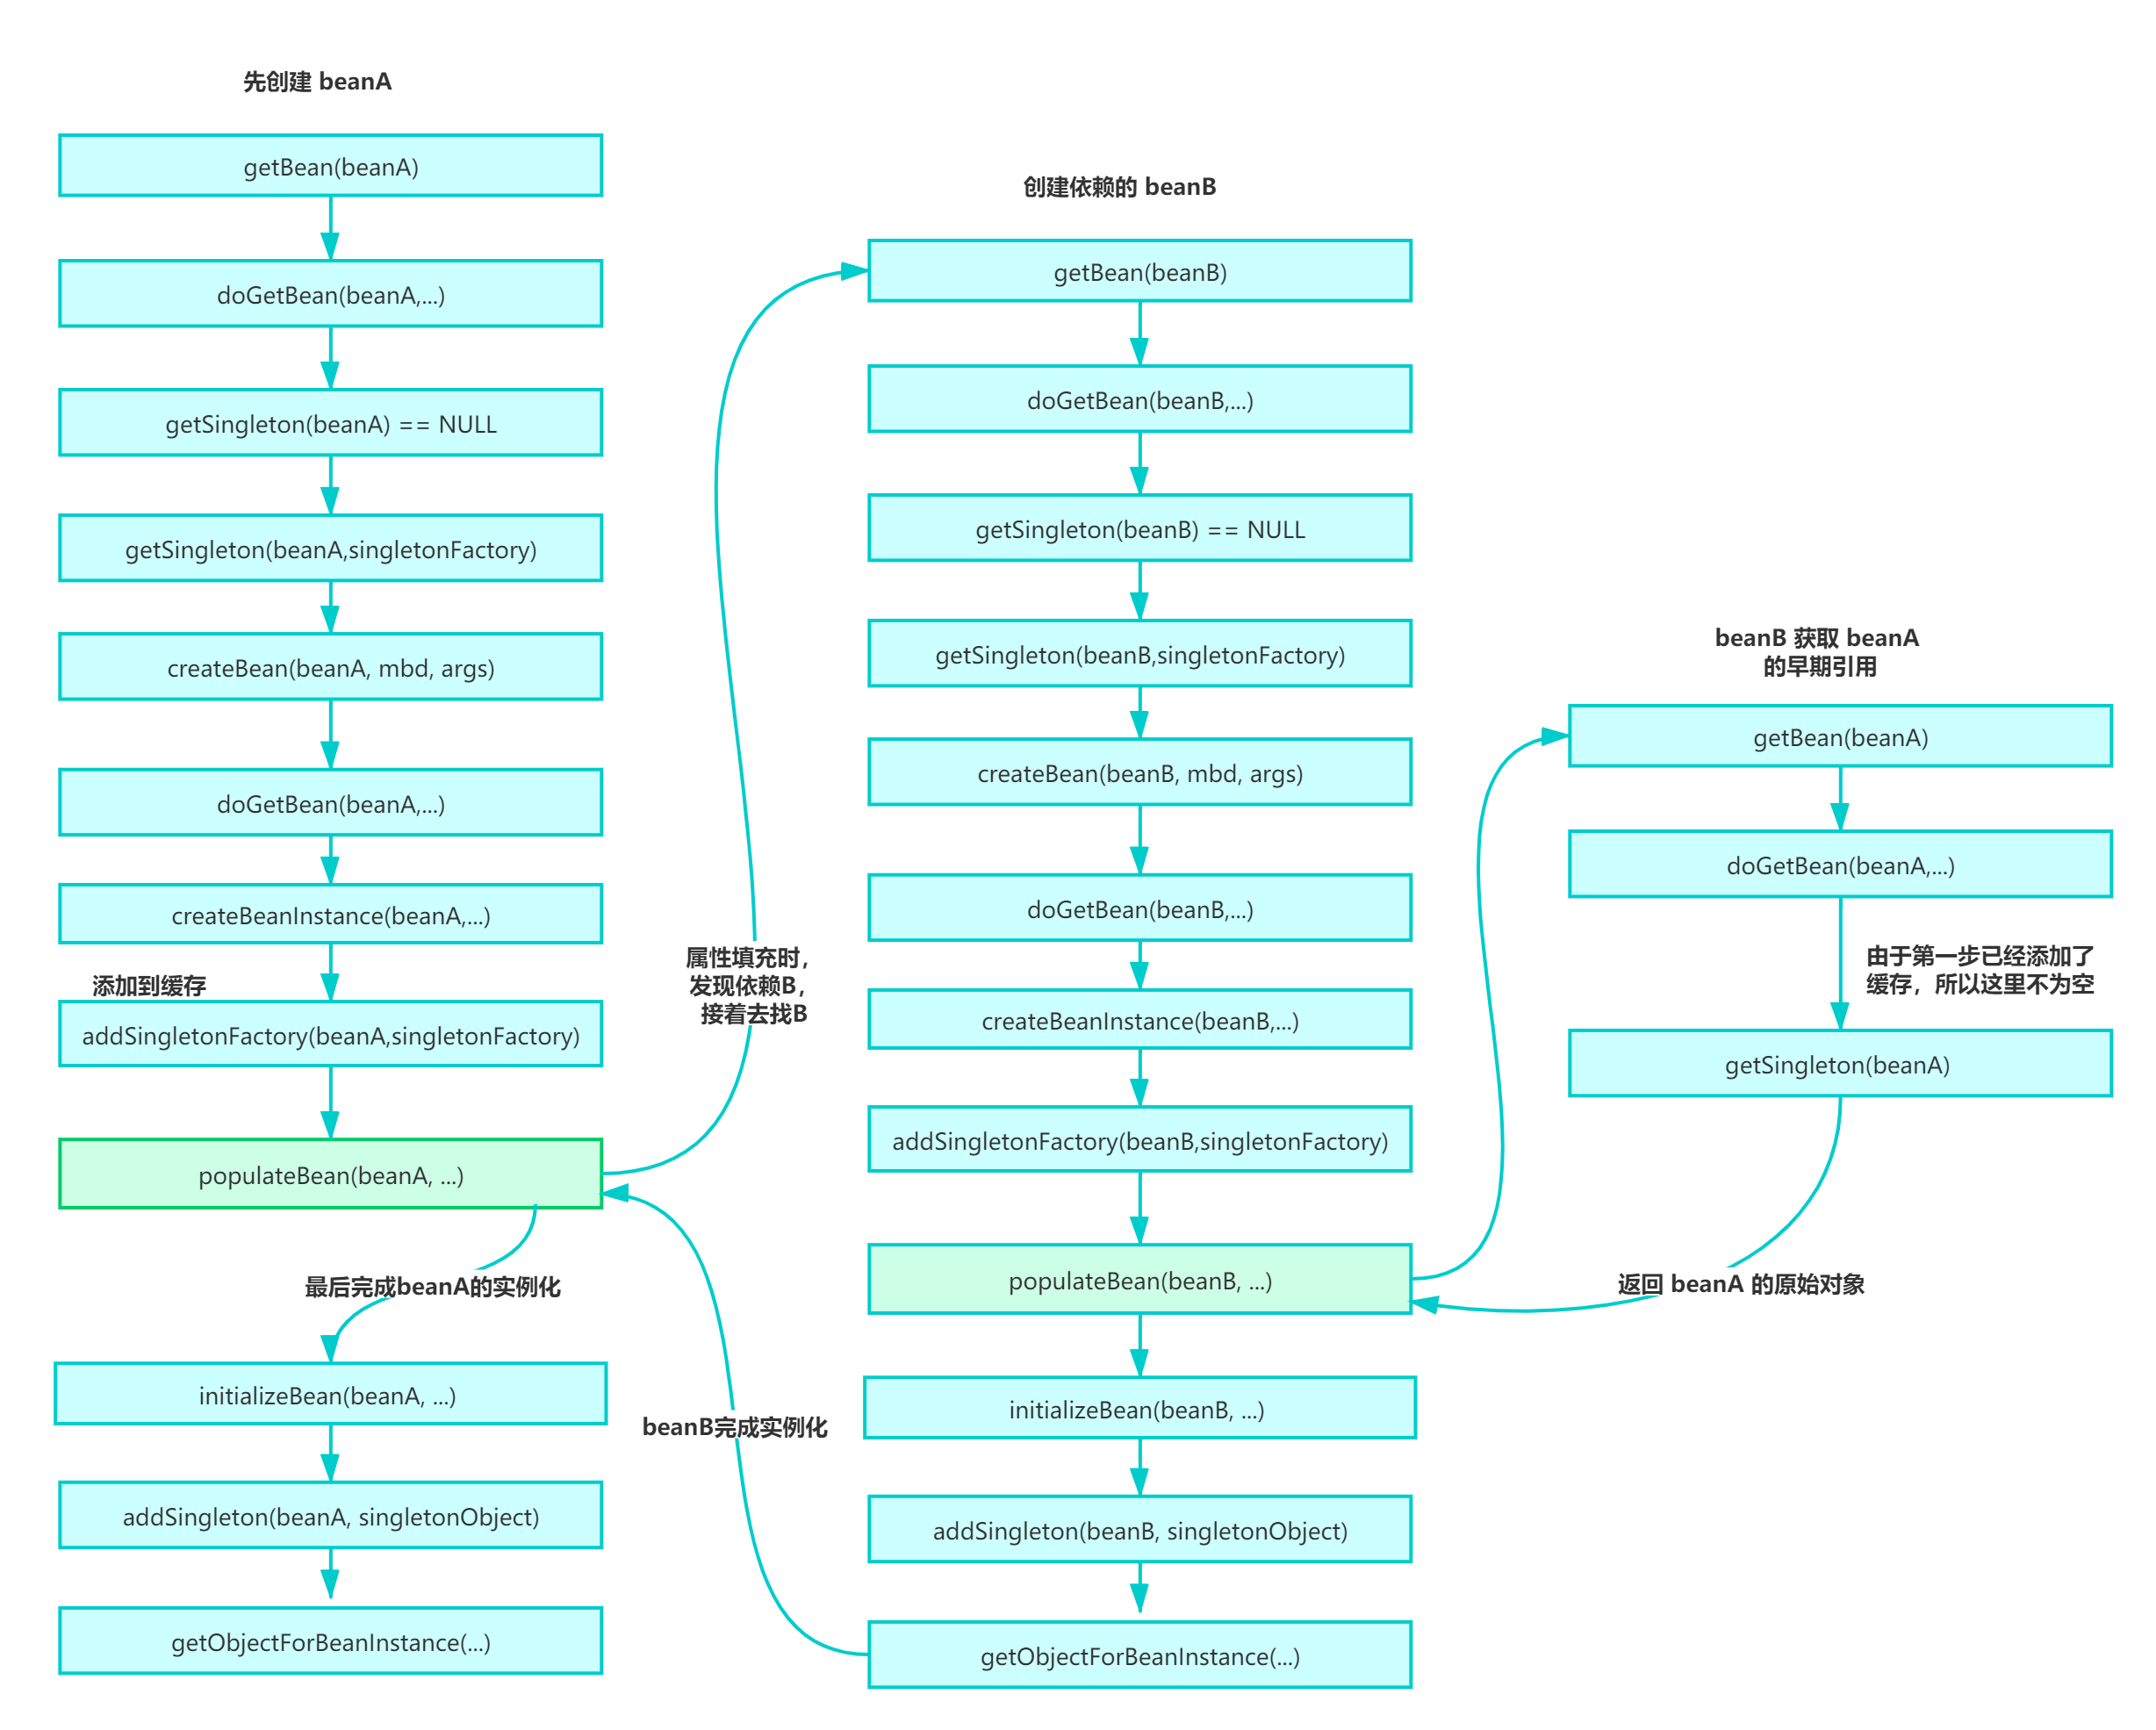 先创建 beanA
getBean(beanA)
doGetBean(beanA,...)
getSingleton(beanA) == NULL
getSingleton(beanA,singletonFactory)
createBean(beanA, mbd, args)
doGetBean(beanA,...)
createBeanInstance(beanA,...)
添加到缓存
addSingletonFactory(beanA,singletonFactory)
populateBean(beanA, ...)
最后完成beanA的实例化
initializeBean(beanA, ...)
addSingleton(beanA, singletonObject)
getObjectForBeanInstance(...)
属性填充时，
发现依赖B，
接着去找B
beanB完成实例化
创建依赖的 beanB
getBean(beanB)
doGetBean(beanB,...)
getSingleton(beanB) == NULL
getSingleton(beanB,singletonFactory)
createBean(beanB, mbd, args)
doGetBean(beanB,...)
createBeanInstance(beanB,...)
addSingletonFactory(beanB,singletonFactory)
populateBean(beanB, ...)
initializeBean(beanB, ...)
addSingleton(beanB, singletonObject)
getObjectForBeanInstance(...)
beanB 获取 beanA
的早期引用
getBean(beanA)
doGetBean(beanA,...)
由于第一步已经添加了
缓存，所以这里不为空
getSingleton(beanA)
返回 beanA 的原始对象